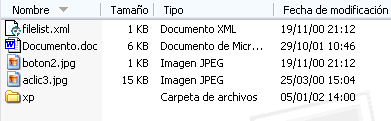 Nombre Tamaño Tipo Fecha de modificación
filelist.xml 1 KB Documento XML 19/11/00 21:12
Documento.doc 6 KB Documento de Micr... 29/10/01 10:46
boton2.jpg 1 KB Imagen JPEG 19/11/00 21:12
aclic3.jpg 15 KB Imagen JPEG 25/03/00 15:04
xp Carpeta de archivos 05/01/02 14:00